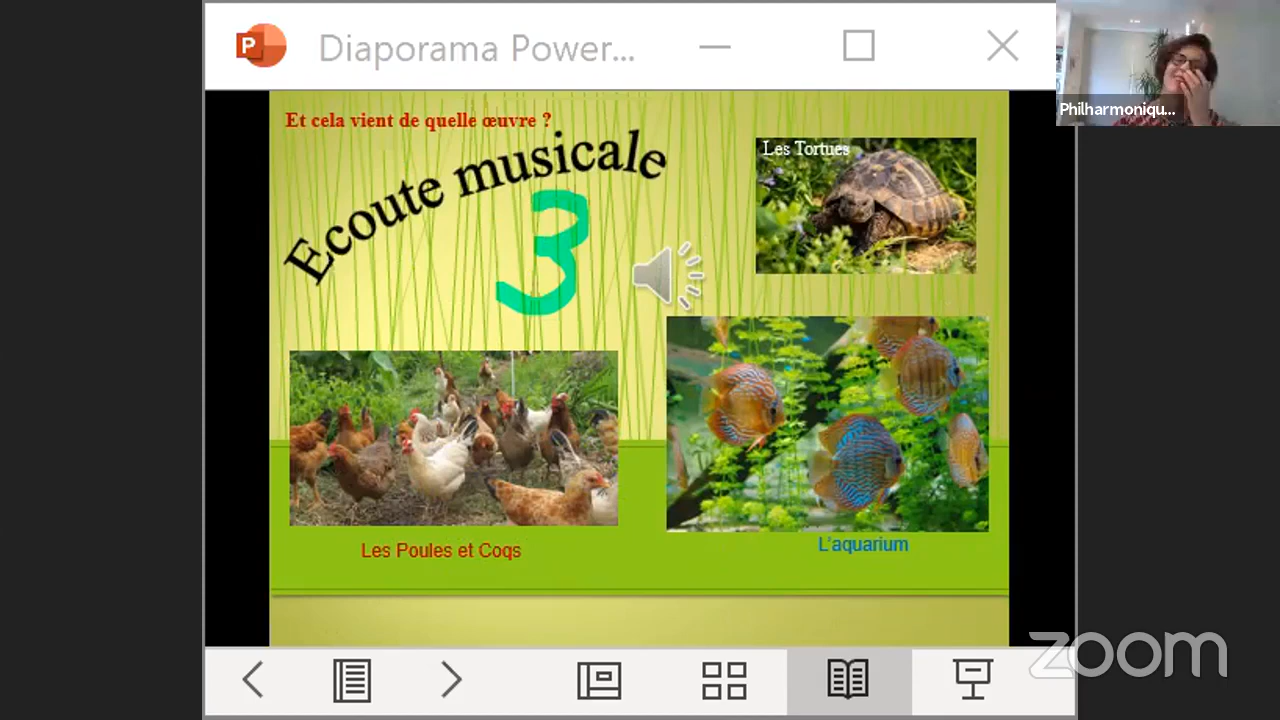 P Diaporama Power...
Et cela vient de quelle œuvre ?
Ecoute musicale
3
Les Tortues
Les Poules et Coqs
L'aquarium
Philharmoniqu...
zoom